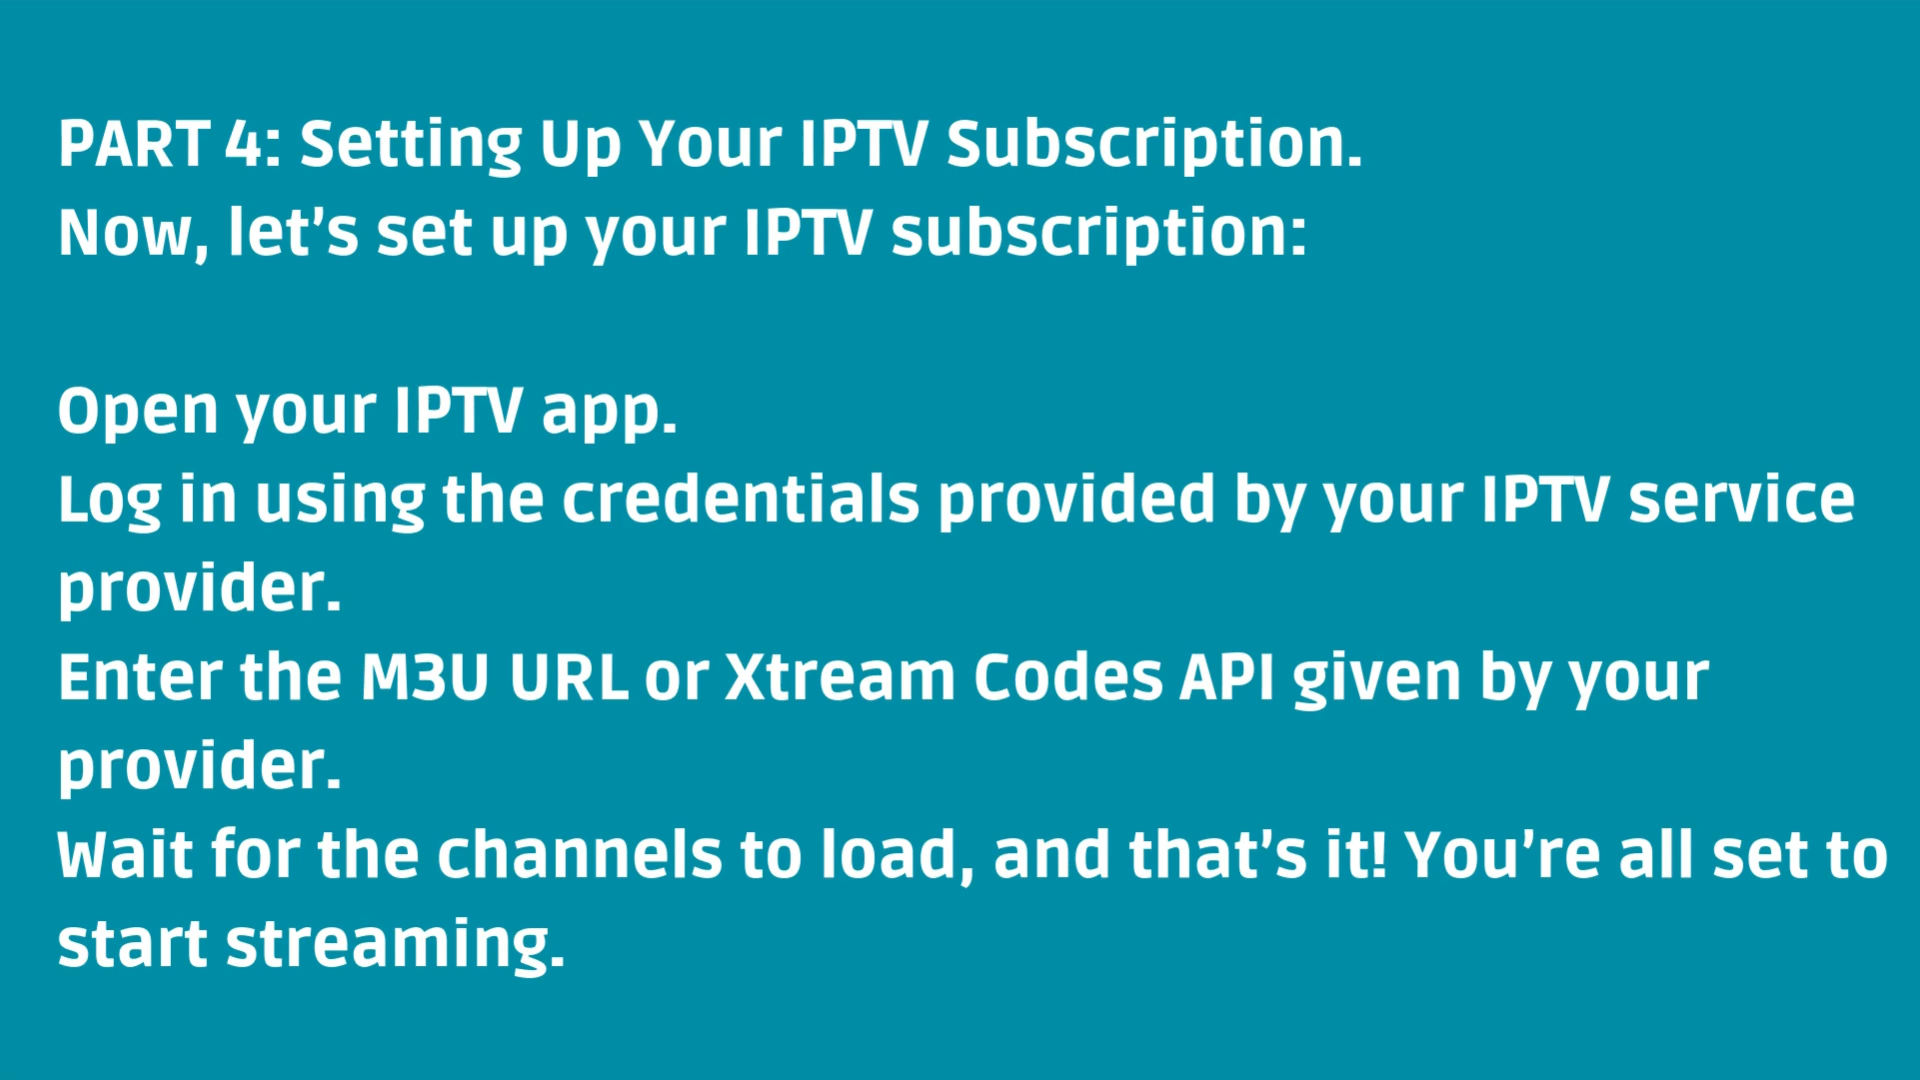 PART 4: Setting Up Your IPTV Subscription.
Now, let’s set up your IPTV subscription:
Open your IPTV app.
Log in using the credentials provided by your IPTV service
provider.
Enter the M3U URL or Xtream Codes API given by your
provider.
Wait for the channels to load, and that’s it! You’re all set to
start streaming.